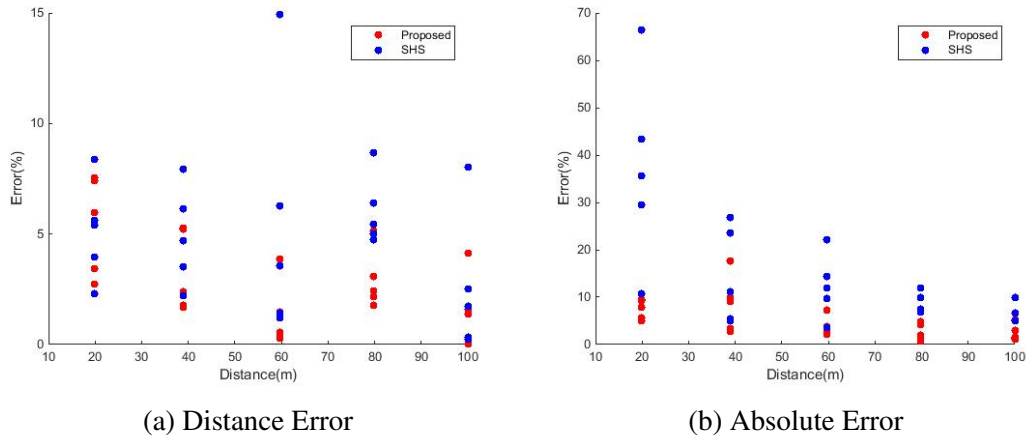 15
10
5
0
Error(%)
10 20 30 40 50 60 70 80 90 100
Distance(m)
Proposed
SHS
(a) Distance Error
70
60
50
40
30
20
10
0
Error(%)
10 20 30 40 50 60 70 80 90 100
Distance(m)
Proposed
SHS
(b) Absolute Error